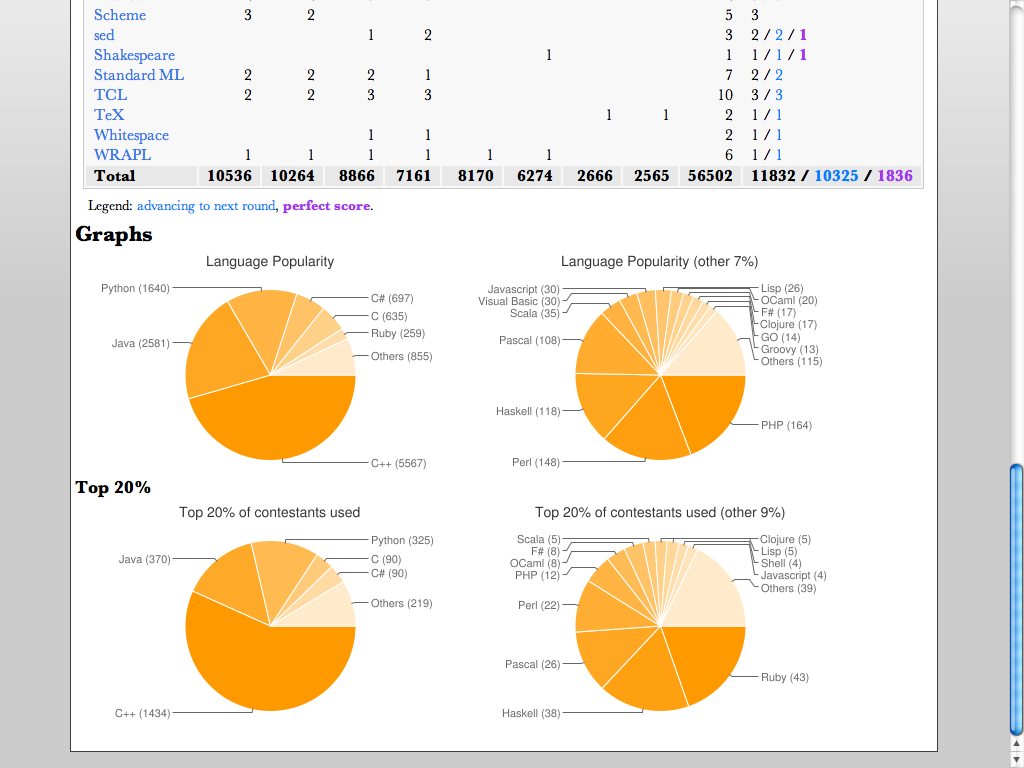 Scheme 3 2 5 3
sed 1 2 3 2 / 2 / 1
Shakespeare 1 1 1 / 1 / 1
Standard ML 2 2 2 1 7 2 / 2
TCL 2 2 3 3 10 3 / 3
TeX 1 1 2 1 / 1
Whitespace 1 1 2 1 / 1
WRAPL 1 1 1 1 1 1 6 1 / 1
Total 10536 10264 8866 7161 8170 6274 2666 2565 56502 11832 / 10325 / 1836
Legend: advancing to next round, perfect score.
Graphs
Language Popularity
Python (1640)
Java (2581)
C# (697)
C (635)
Ruby (259)
Others (855)
C++ (5567)
Language Popularity (other 7%)
Javascript (30)
Visual Basic (30)
Scala (35)
Pascal (108)
Haskell (118)
Perl (148)
Lisp (26)
OCaml (20)
F# (17)
Clojure (17)
GO (14)
Groovy (13)
Others (115)
PHP (164)
Top 20%
Top 20% of contestants used
Java (370)
Python (325)
C (90)
C# (90)
Others (219)
C++ (1434)
Top 20% of contestants used (other 9%)
Scala (5)
F# (8)
OCaml (8)
PHP (12)
Perl (22)
Pascal (26)
Haskell (38)
Clojure (5)
Lisp (5)
Shell (4)
Javascript (4)
Others (39)
Ruby (43)